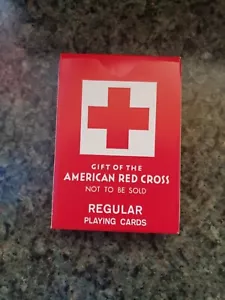 GIFT OF THE
AMERICAN RED CROSS
NOT TO BE SOLD
REGULAR
PLAYING CARDS